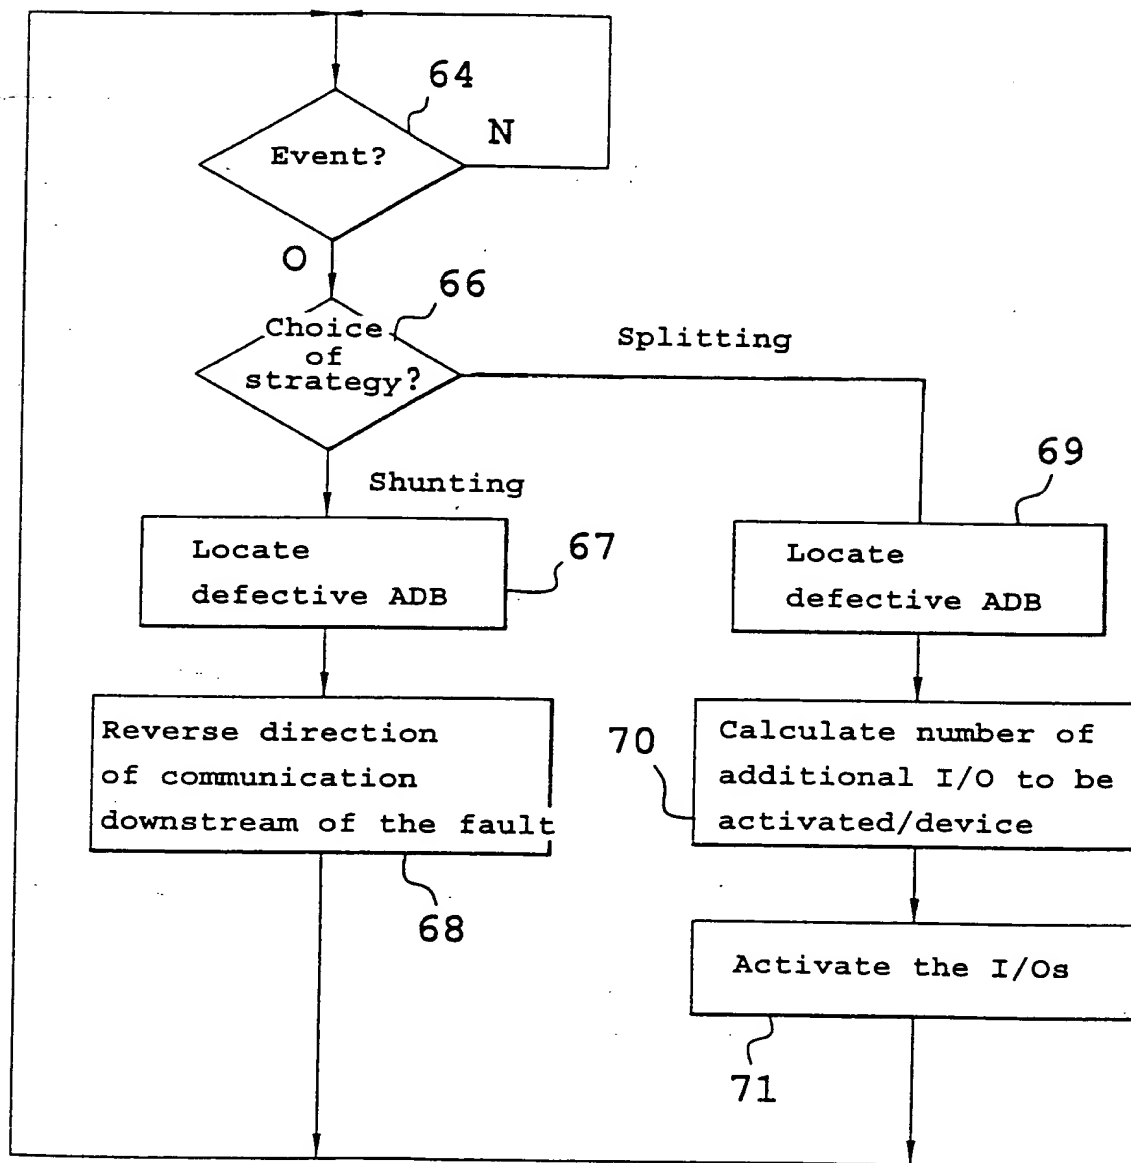 64
N
Event?
O
66
Choice
of
strategy?
Splitting
Shunting
69
Locate
defective ADB
67
Locate
defective ADB
Reverse direction
of communication
downstream of the fault
68
70
Calculate number of
additional I/O to be
activated/device
Activate the I/Os
71